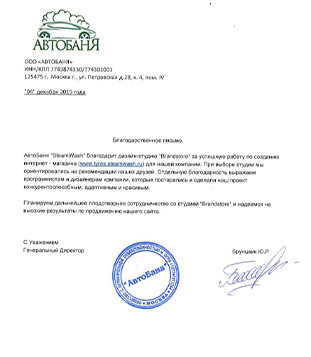 АВТОБАНЯ
ООО «АВТОБАНЯ»
ИНН/КПП 7743874330/774301001
125475 г. Москва г., ул. Петровская д.28, к. 4, пом. IV
"04" декабря 2015 года
Благодарственное письмо.
АвтоБаня "SteamWash" благодарит дизайн-студию "Brandstore" за успешную работу по созданию
интернет - магазина (www.tyres.steamwash.ru) для нашей компании. При выборе студии мы
ориентировались на рекомендации наших друзей. Отдельную благодарность выражаем
программистам и дизайнерам компании, которые постарались и сделали наш проект
конкурентоспособным, адаптивным и красивым.
Планируем дальнейшее плодотворное сотрудничество со студией "Brandstore" и надеемся на
высокие результаты по продвижению нашего сайта.
С Уважением
Генеральный Директор
Брунцвик Ю.Р
"АвтоБаня"